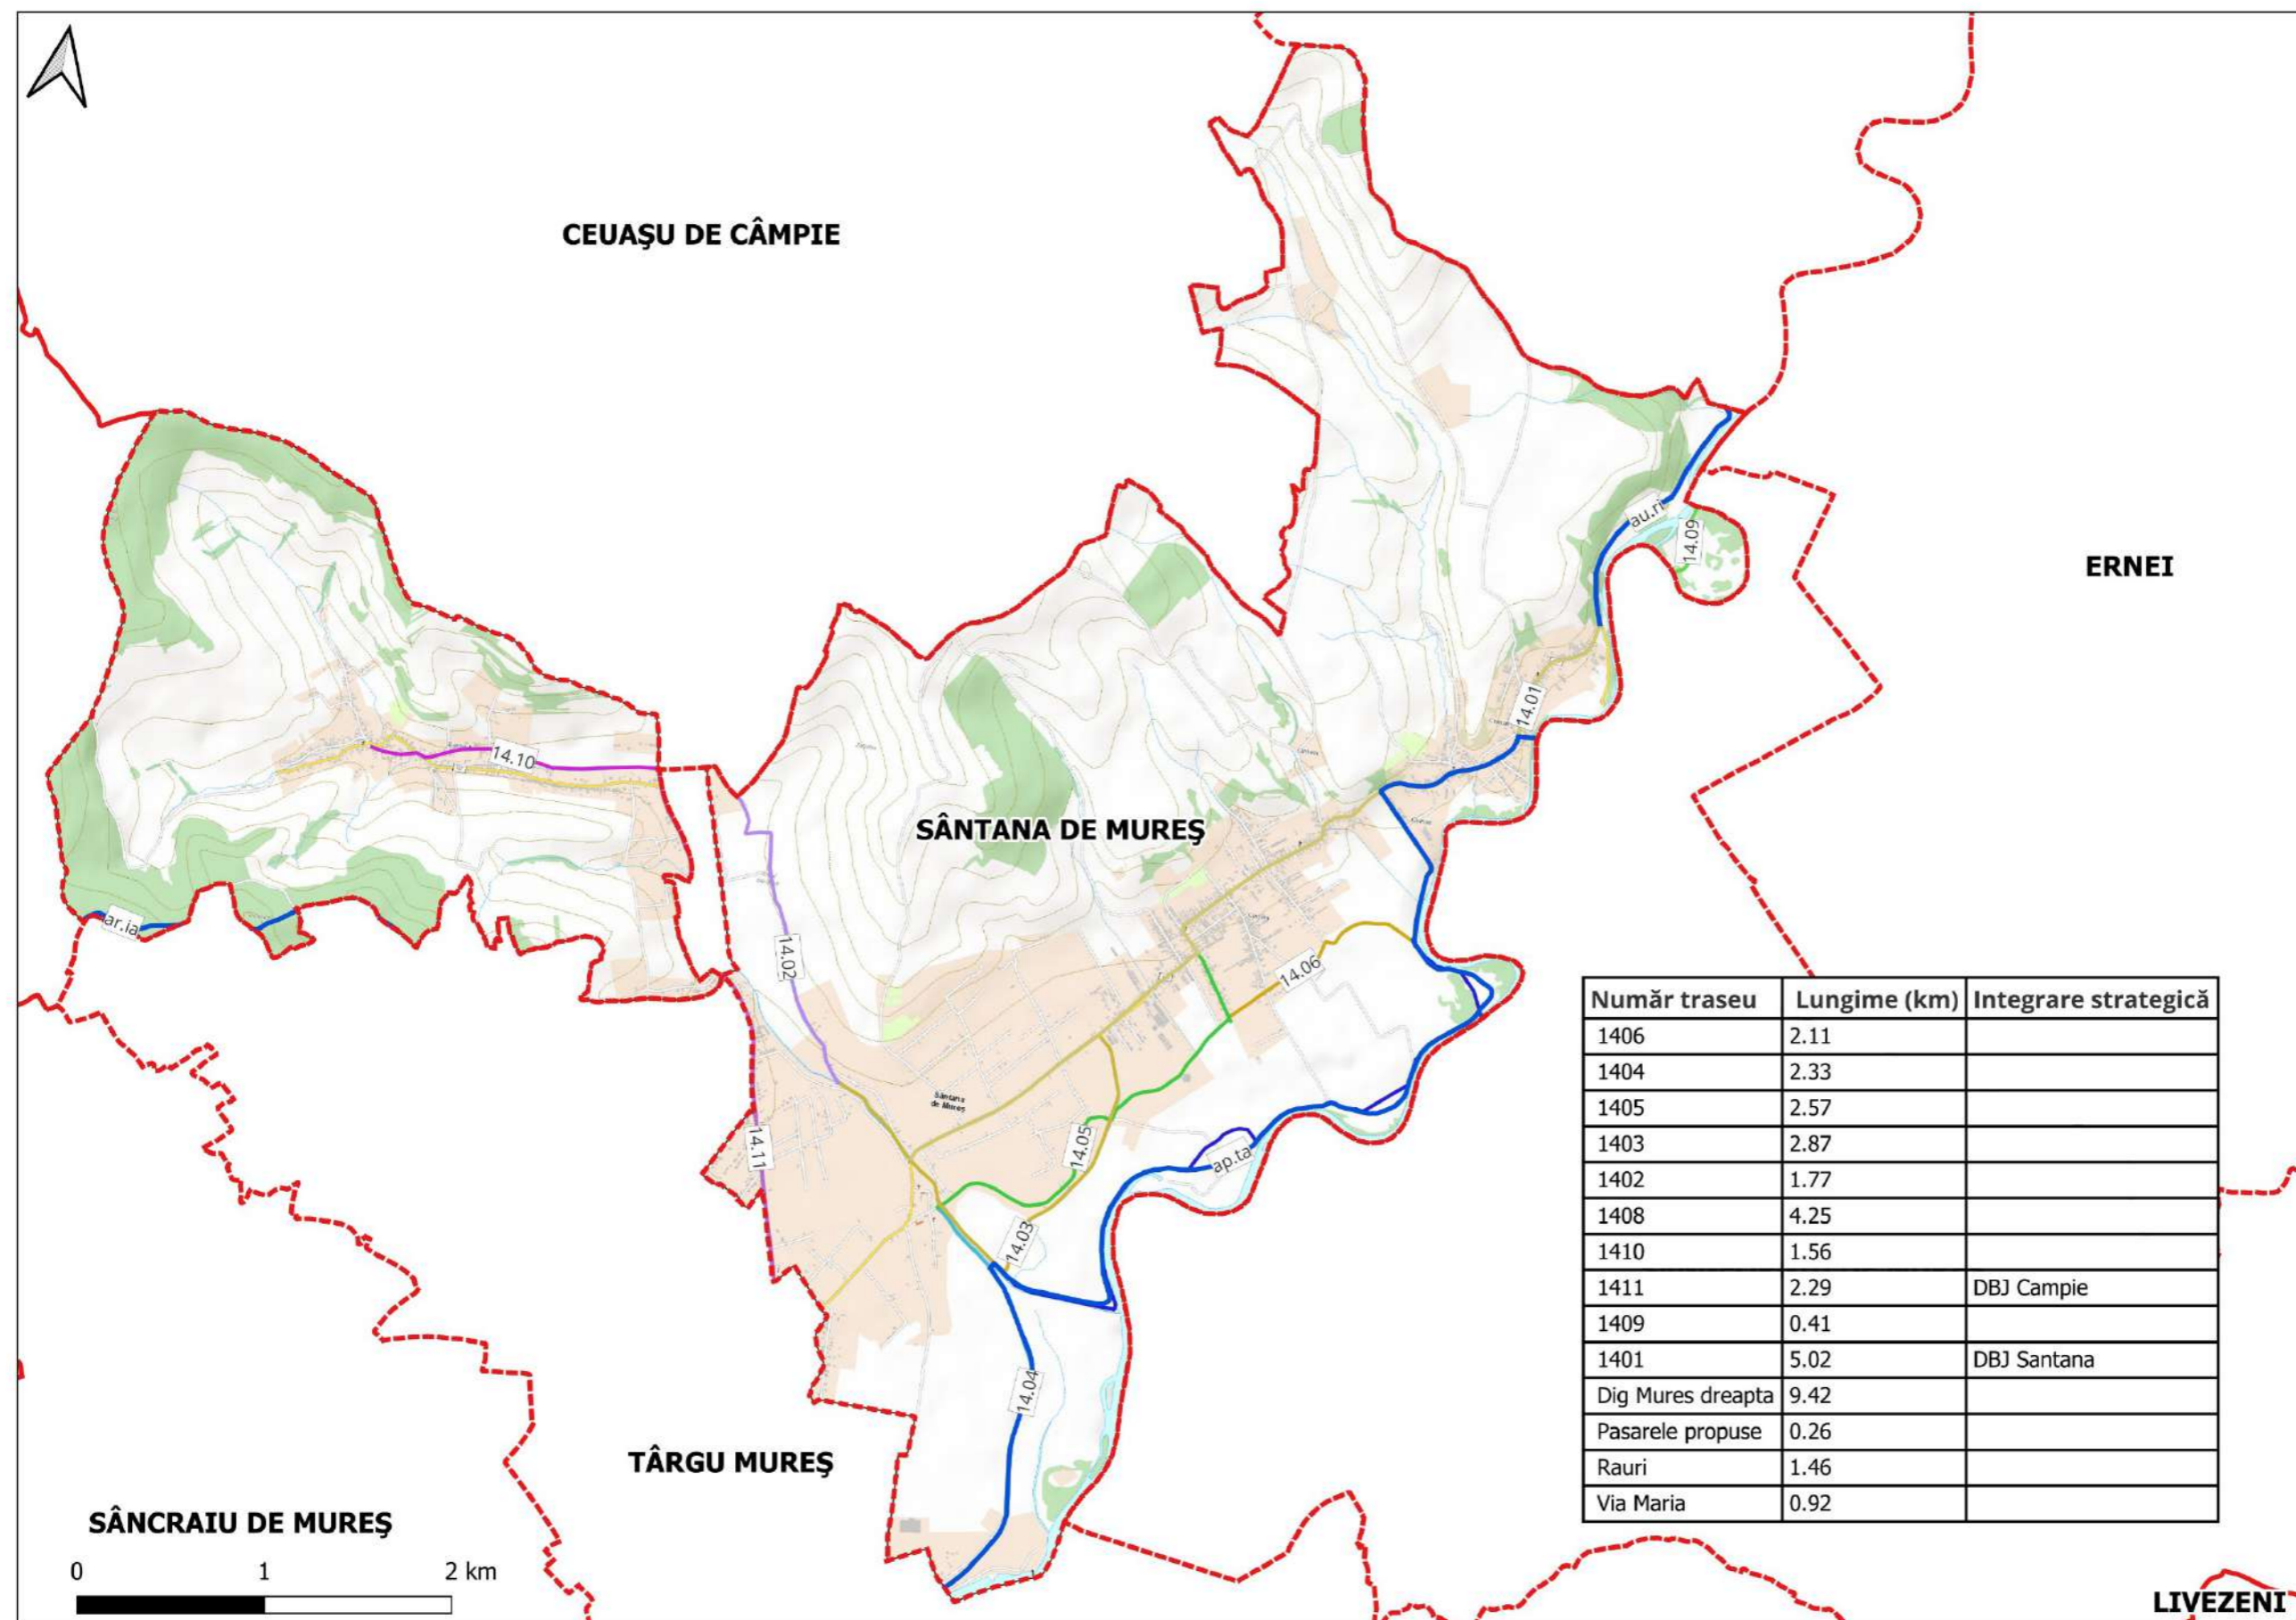 CEUAŞU DE CÂMPIE
ERNEI
au.ri
14.09
14.01
14.10
SÂNTANA DE MUREŞ
ar.ia
14.02
14.06
Sântana
de Mureş
14.11
14.05
ap.ta
14.03
14.04
TÂRGU MUREŞ
SÂNCRAIU DE MUREŞ
0 1 2 km
LIVEZENI
Număr traseu Lungime (km) Integrare strategică
1406 2.11
1404 2.33
1405 2.57
1403 2.87
1402 1.77
1408 4.25
1410 1.56
1411 2.29 DBJ Campie
1409 0.41
1401 5.02 DBJ Santana
Dig Mures dreapta 9.42
Pasarele propuse 0.26
Rauri 1.46
Via Maria 0.92